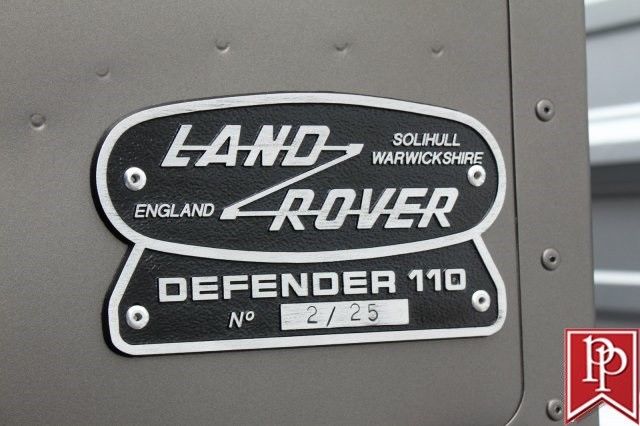 LAND
SOLIHULL
WARWICKSHIRE
ENGLAND
ROVER
DEFENDER 110
Nº 2/25
PP